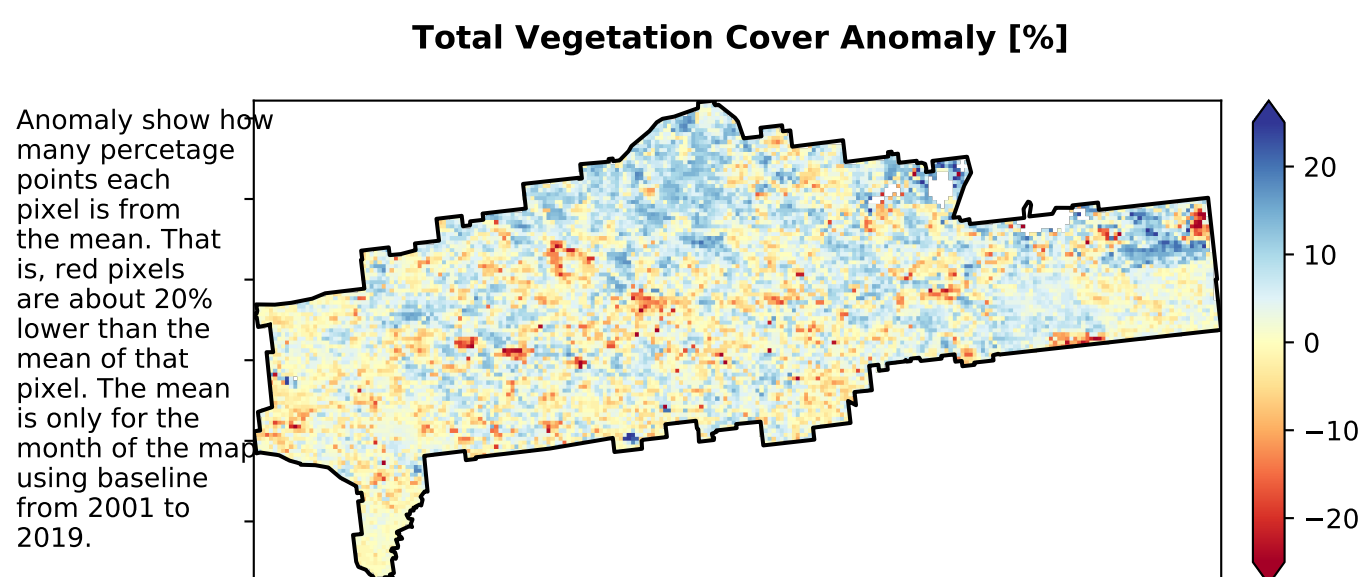 Total Vegetation Cover Anomaly [%]
Anomaly show how
many percetage
points each
pixel is from
the mean. That
is, red pixels
are about 20%
lower than the
mean of that
pixel. The mean
is only for the
month of the map
using baseline
from 2001 to
2019.
20
10
0
−10
−20